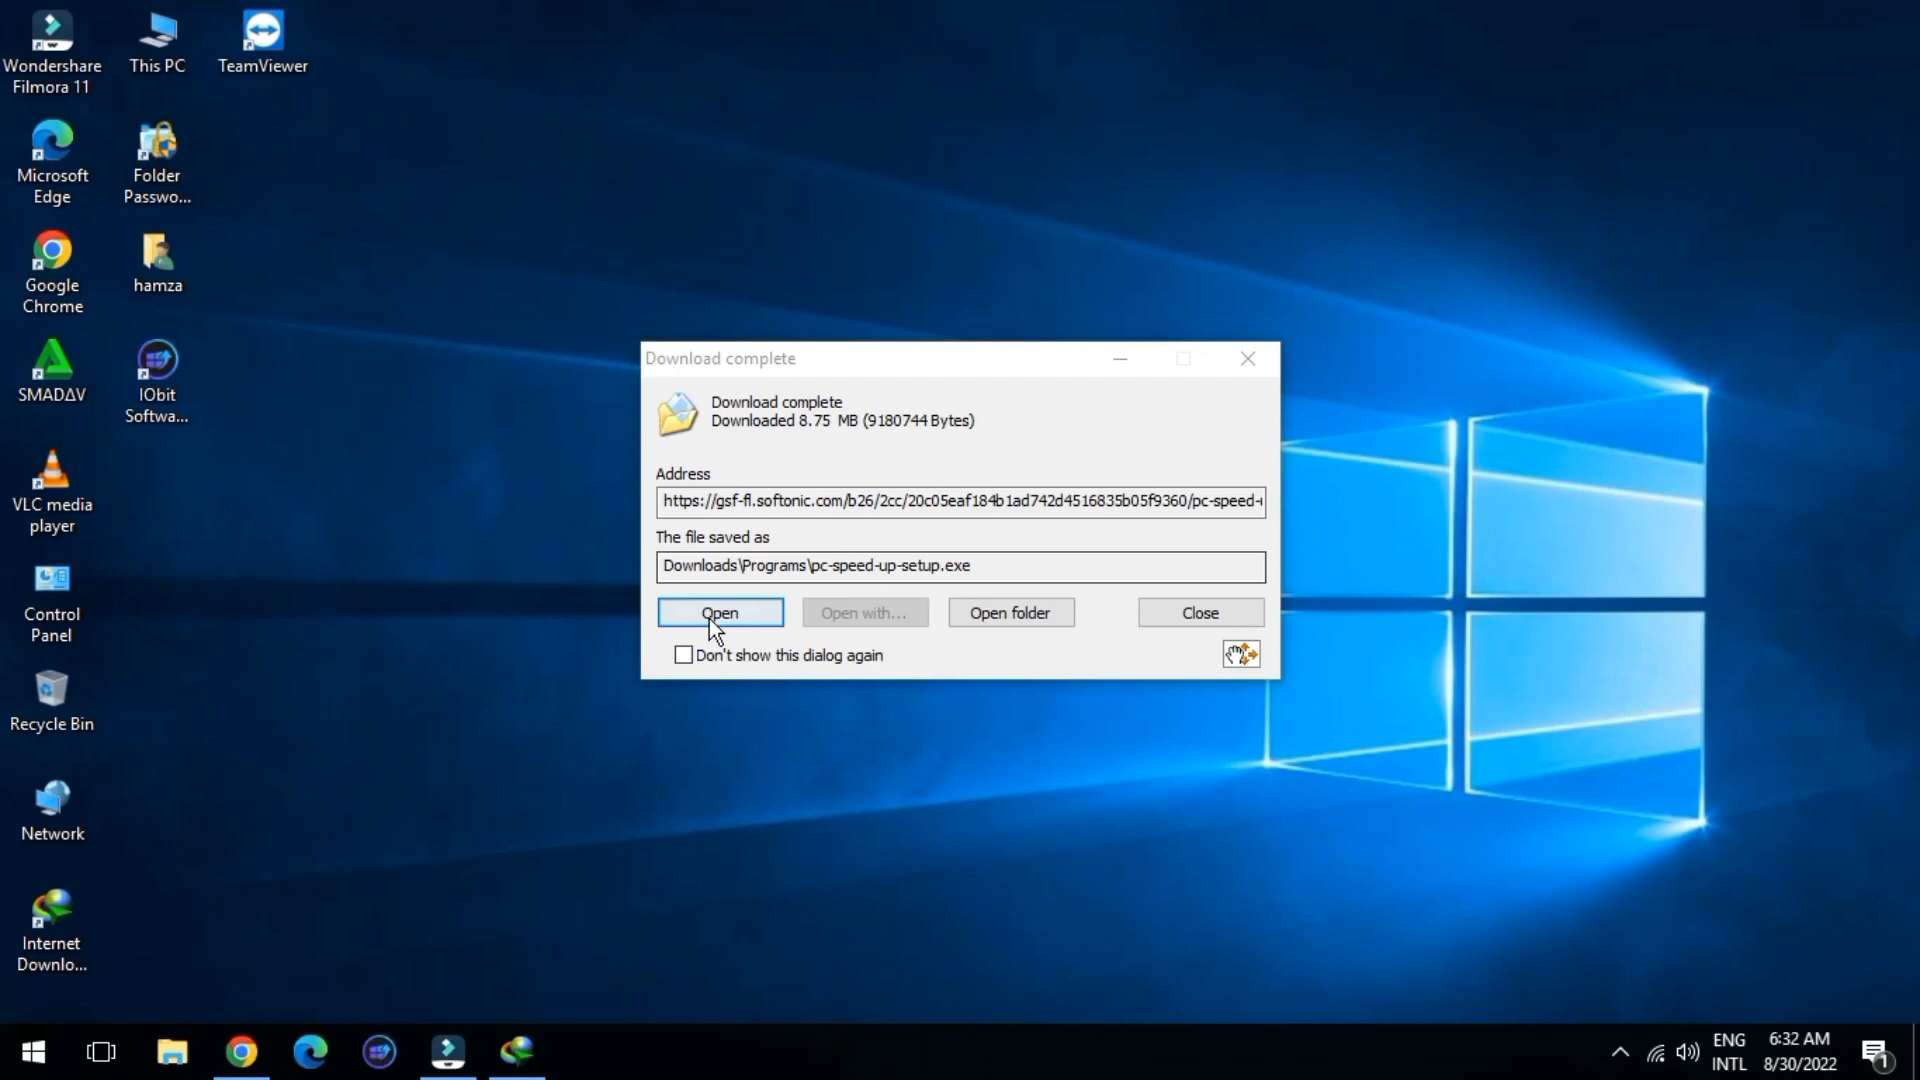 Wondershare
Filmora 11
This PC
TeamViewer
Microsoft
Edge
Folder
Passwo...
Google
Chrome
hamza
SMADΔV
IObit
Softwa...
VLC media
player
Control
Panel
Recycle Bin
Network
Internet
Downlo...
Download complete
Download complete
Downloaded 8.75 MB (9180744 Bytes)
Address
https://gsf-fl.softonic.com/b26/2cc/20c05eaf184b1ad742d4516835b05f9360/pc-speed-
The file saved as
Downloads\Programs\pc-speed-up-setup.exe
Open
Open with...
Open folder
Close
Don't show this dialog again
ENG
INTL
6:32 AM
8/30/2022
1